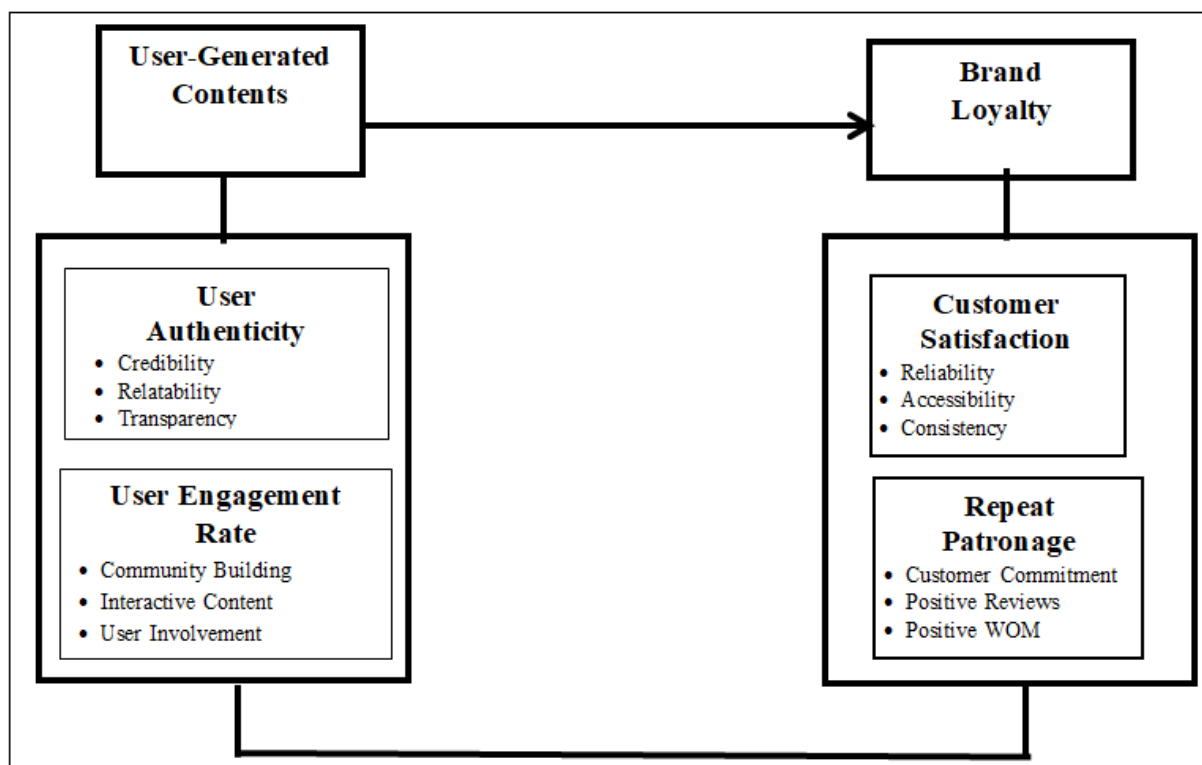 User-Generated
Contents
Brand
Loyalty
User
Authenticity
• Credibility
• Relatability
• Transparency
User Engagement
Rate
• Community Building
• Interactive Content
• User Involvement
Customer
Satisfaction
• Reliability
• Accessibility
• Consistency
Repeat
Patronage
• Customer Commitment
• Positive Reviews
• Positive WOM